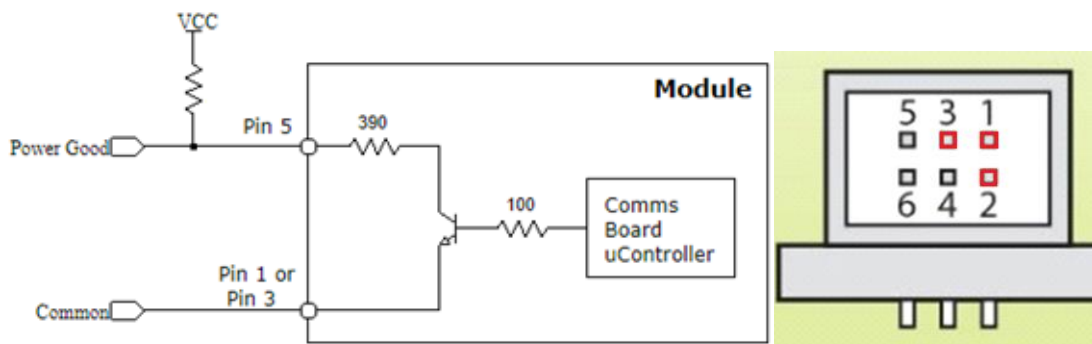 VCC
Module
Pin 5
390
Power Good
100
Comms
Board
uController
Pin 1 or
Pin 3
Common
5 3 1
6 4 2